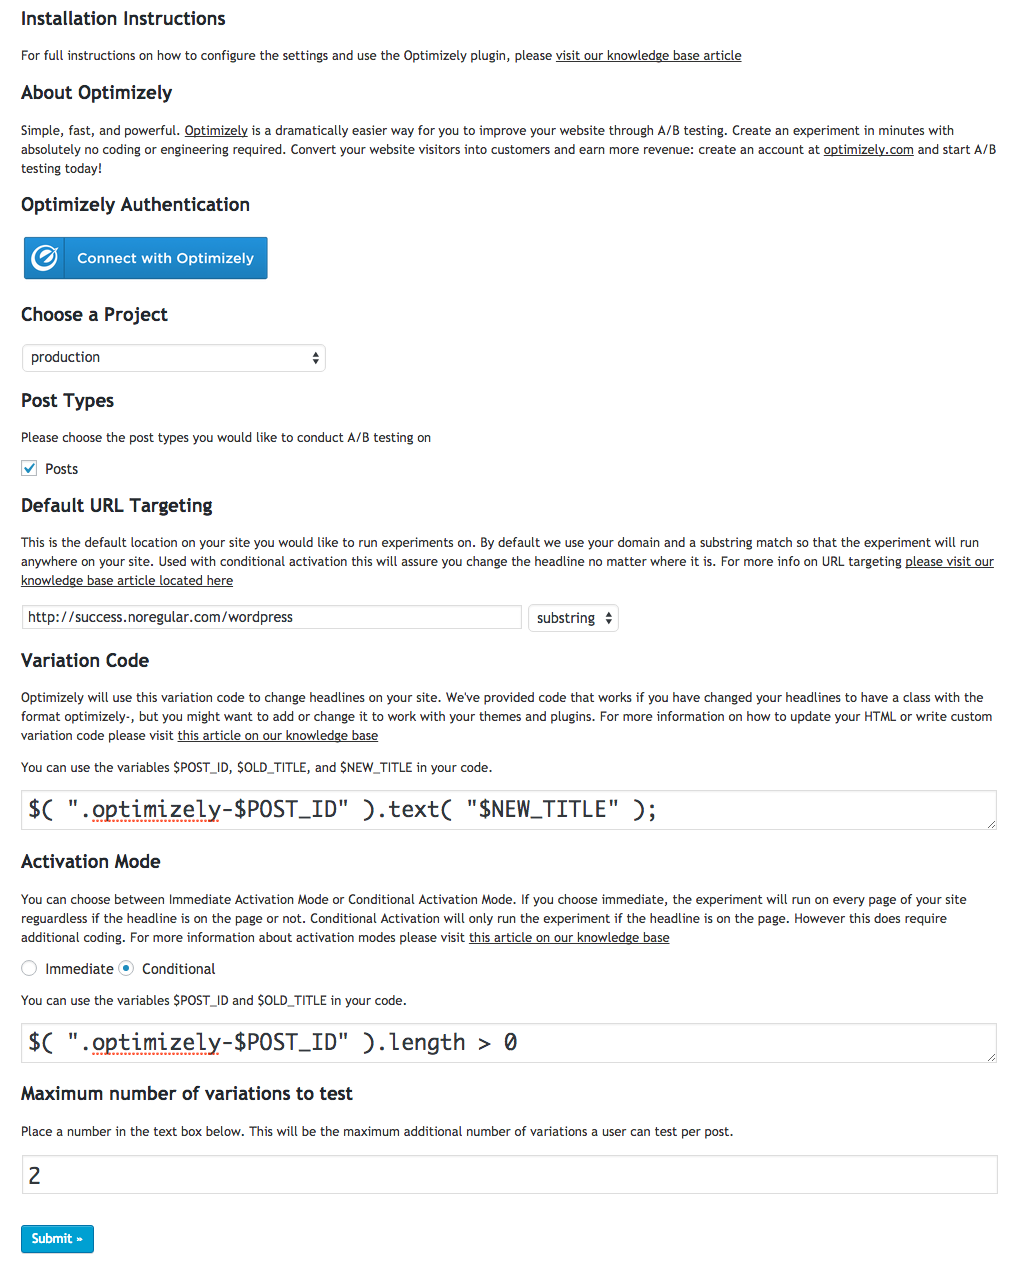 Installation Instructions
For full instructions on how to configure the settings and use the Optimizely plugin, please visit our knowledge base article
About Optimizely
Simple, fast, and powerful. Optimizely is a dramatically easier way for you to improve your website through A/B testing. Create an experiment in minutes with
absolutely no coding or engineering required. Convert your website visitors into customers and earn more revenue: create an account at optimizely.com and start A/B
testing today!
Optimizely Authentication
Connect with Optimizely
Choose a Project
production
Post Types
Please choose the post types you would like to conduct A/B testing on
Posts
Default URL Targeting
This is the default location on your site you would like to run experiments on. By default we use your domain and a substring match so that the experiment will run
anywhere on your site. Used with conditional activation this will assure you change the headline no matter where it is. For more info on URL targeting please visit our
knowledge base article located here
http://success.noregular.com/wordpress substring
Variation Code
Optimizely will use this variation code to change headlines on your site. We've provided code that works if you have changed your headlines to have a class with the
format optimizely-, but you might want to add or change it to work with your themes and plugins. For more information on how to update your HTML or write custom
variation code please visit this article on our knowledge base
You can use the variables $POST_ID, $OLD_TITLE, and $NEW_TITLE in your code.
$( ".optimizely-$POST_ID" ).text( "$NEW_TITLE" );
Activation Mode
You can choose between Immediate Activation Mode or Conditional Activation Mode. If you choose immediate, the experiment will run on every page of your site
reguardless if the headline is on the page or not. Conditional Activation will only run the experiment if the headline is on the page. However this does require
additional coding. For more information about activation modes please visit this article on our knowledge base
Immediate Conditional
You can use the variables $POST_ID and $OLD_TITLE in your code.
$( ".optimizely-$POST_ID" ).length > 0
Maximum number of variations to test
Place a number in the text box below. This will be the maximum additional number of variations a user can test per post.
2
Submit »